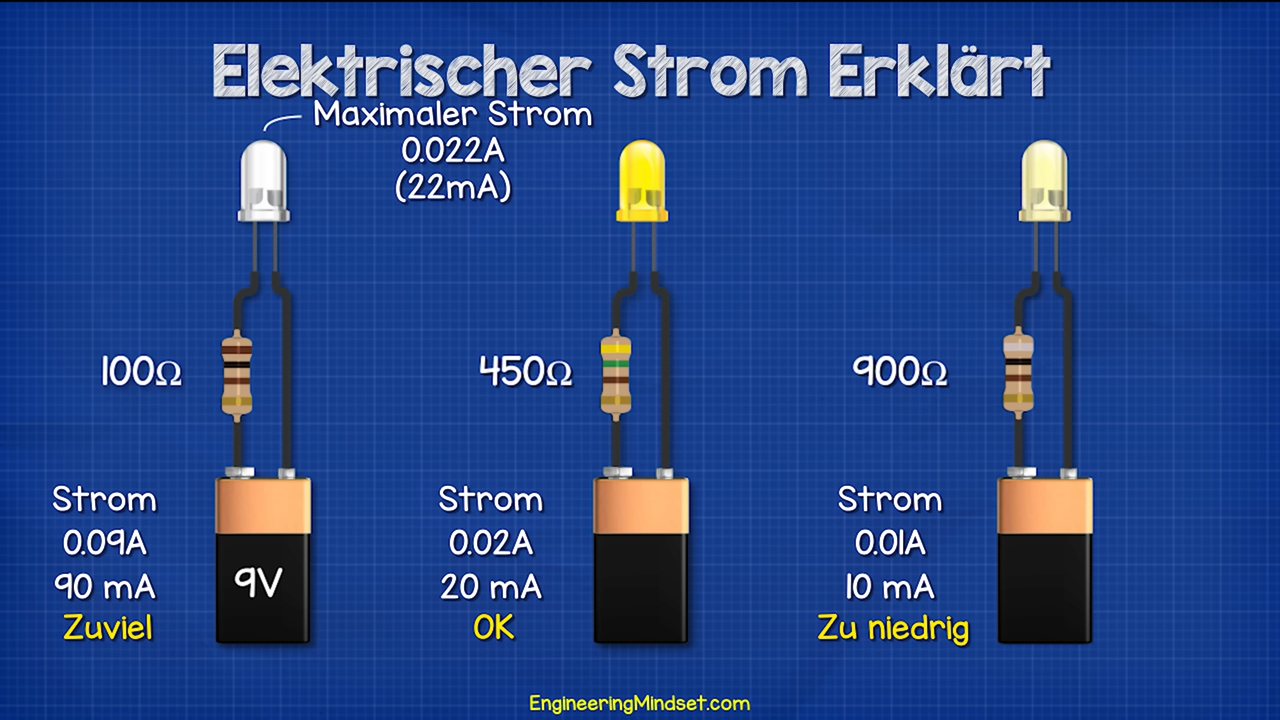 Elektrischer Strom Erklärt
Maximaler Strom
0.022A
(22mA)
100Ω
450Ω
900Ω
Strom
0.09A
90 mA
Zuviel
9V
Strom
0.02A
20 mA
OK
Strom
0.01A
10 mA
Zu niedrig
EngineeringMindset.com